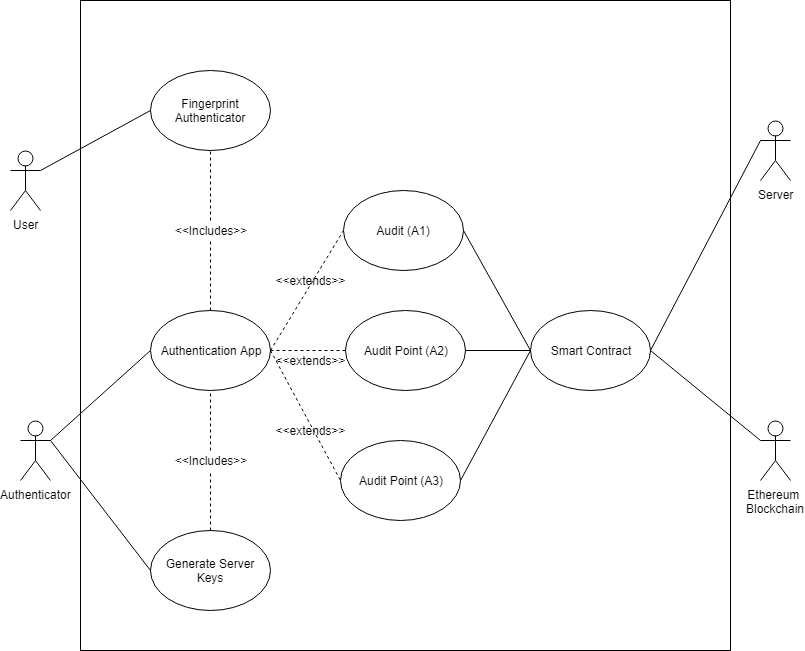 Fingerprint
Authenticator
Server
User
<<Includes>>
Audit (A1)
<<extends>>
Authentication App
Audit Point (A2)
Smart Contract
<<extends>>
<<extends>>
<<Includes>>
Audit Point (A3)
Authenticator
Ethereum
Blockchain
Generate Server
Keys